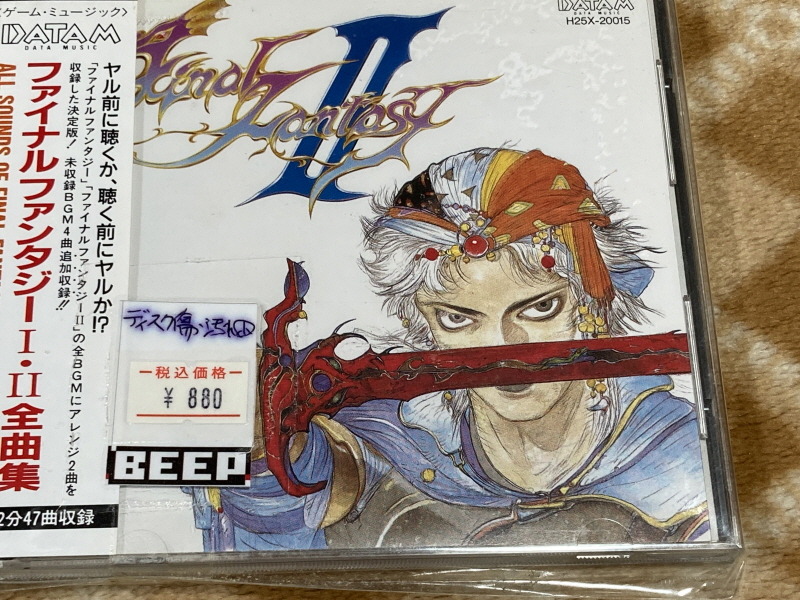 〈ゲーム・ミュージック〉
DATAM
DATA MUSIC
ファイナルファンタジーI・II全曲集
ALL SOUNDS OF FINAL
ヤル前に聴くか、聴く前にヤルか!?
「ファイナルファンタジー」「ファイナルファンタジーII」の全BGMにアレンジ2曲を
収録した決定版! 未収録BGM4曲追加収録!!
2分47曲収録
DATAM
DATA MUSIC
H25X-20015
Final Fantasy
II
ディスク傷・汚れ
税込価格
¥ 880
BEEP